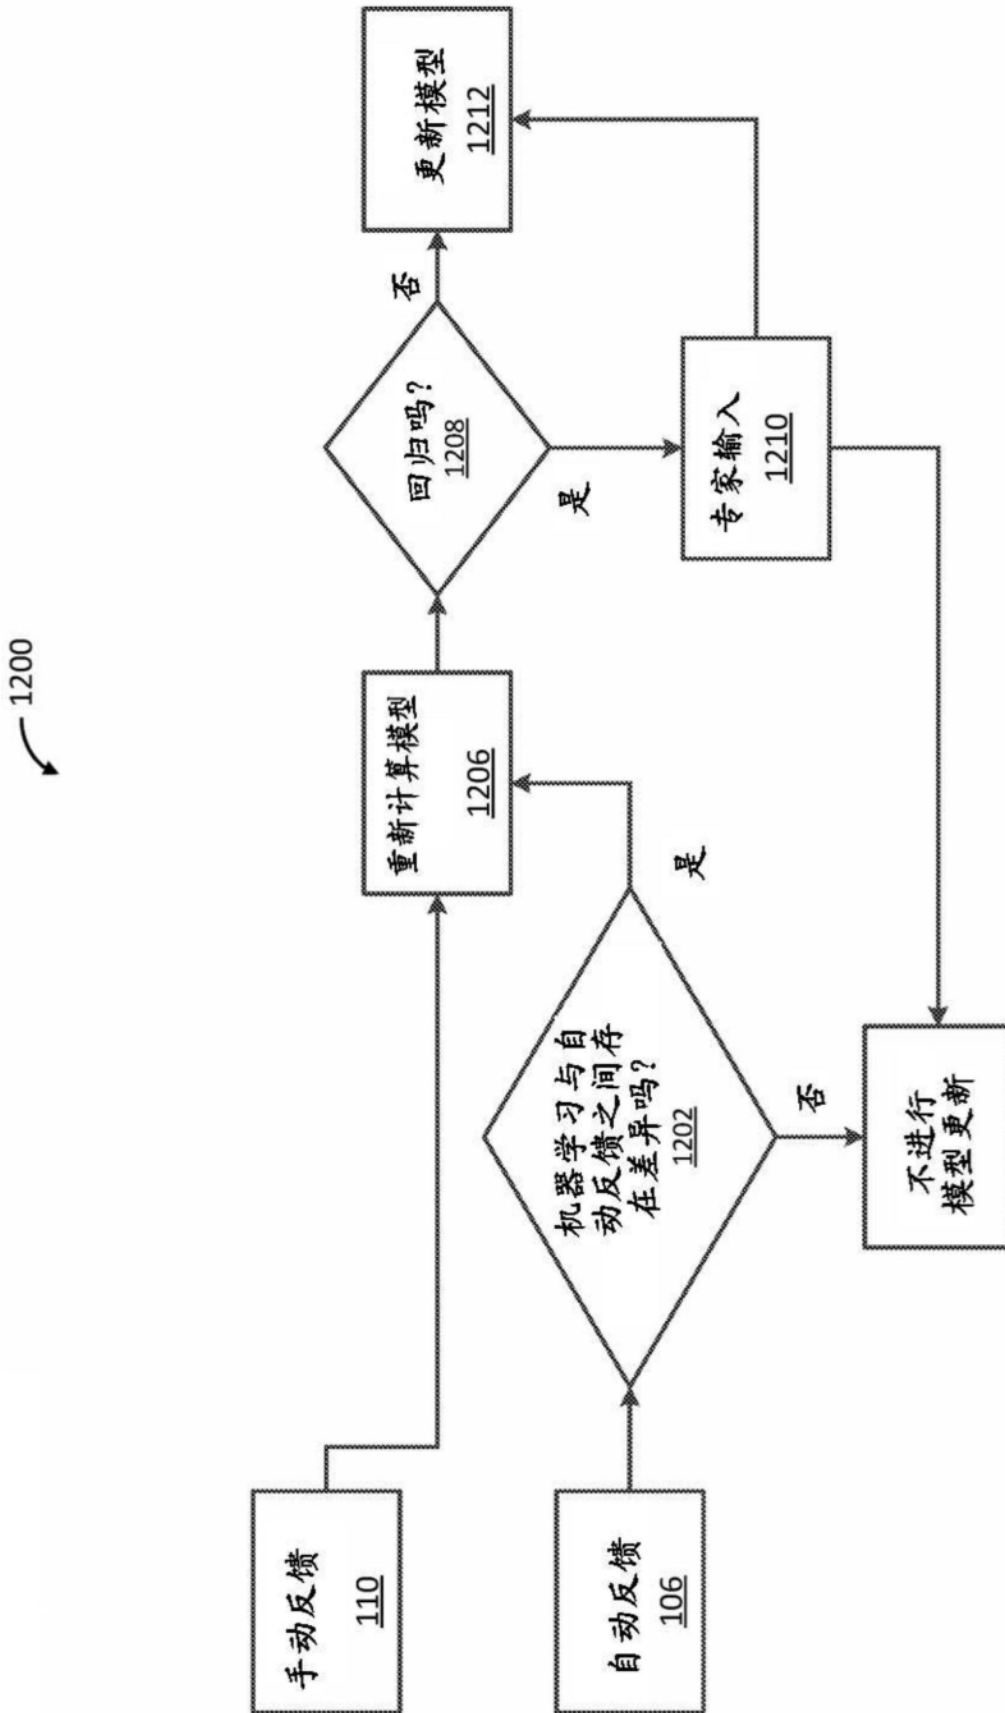 1200
手动反馈
110
自动反馈
106
机器学习与自
动反馈之间存
在差异吗?
1202
是
否
不进行
模型更新
重新计算模型
1206
回归吗?
1208
否
是
专家输入
1210
更新模型
1212